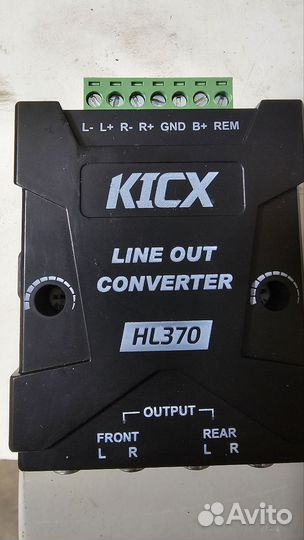 L- L+ R- R+ GND B+ REM
KICX
LINE OUT
CONVERTER
HL370
OUTPUT
FRONT REAR
L R L R
Avito